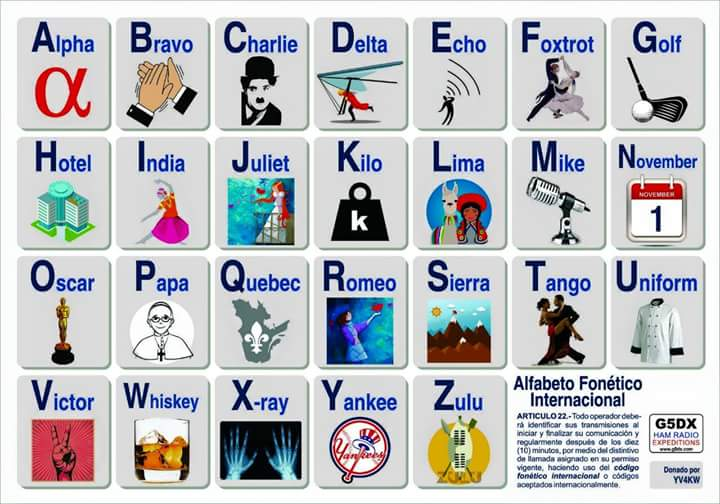 Alpha
Bravo
Charlie
Delta
Echo
Foxtrot
Golf
Hotel
India
Juliet
Kilo
k
Lima
Mike
November
NOVEMBER
1
Oscar
Papa
Quebec
Romeo
Sierra
Tango
Uniform
Victor
Whiskey
X-ray
Yankee
Yankees
Zulu
ZULU
Alfabeto Fonético
Internacional
ARTICULO 22.- Todo operador debe-
rá identificar sus transmisiones al
iniciar y finalizar su comunicación y
regularmente después de los diez
(10) minutos, por medio del distintivo
de llamada asignado en su permiso
vigente, haciendo uso del código
fonético internacional o códigos
aceptados internacionalmente.
G5DX
HAM RADIO
EXPEDITIONS
www.g5dx.com
Donado por
YV4KW